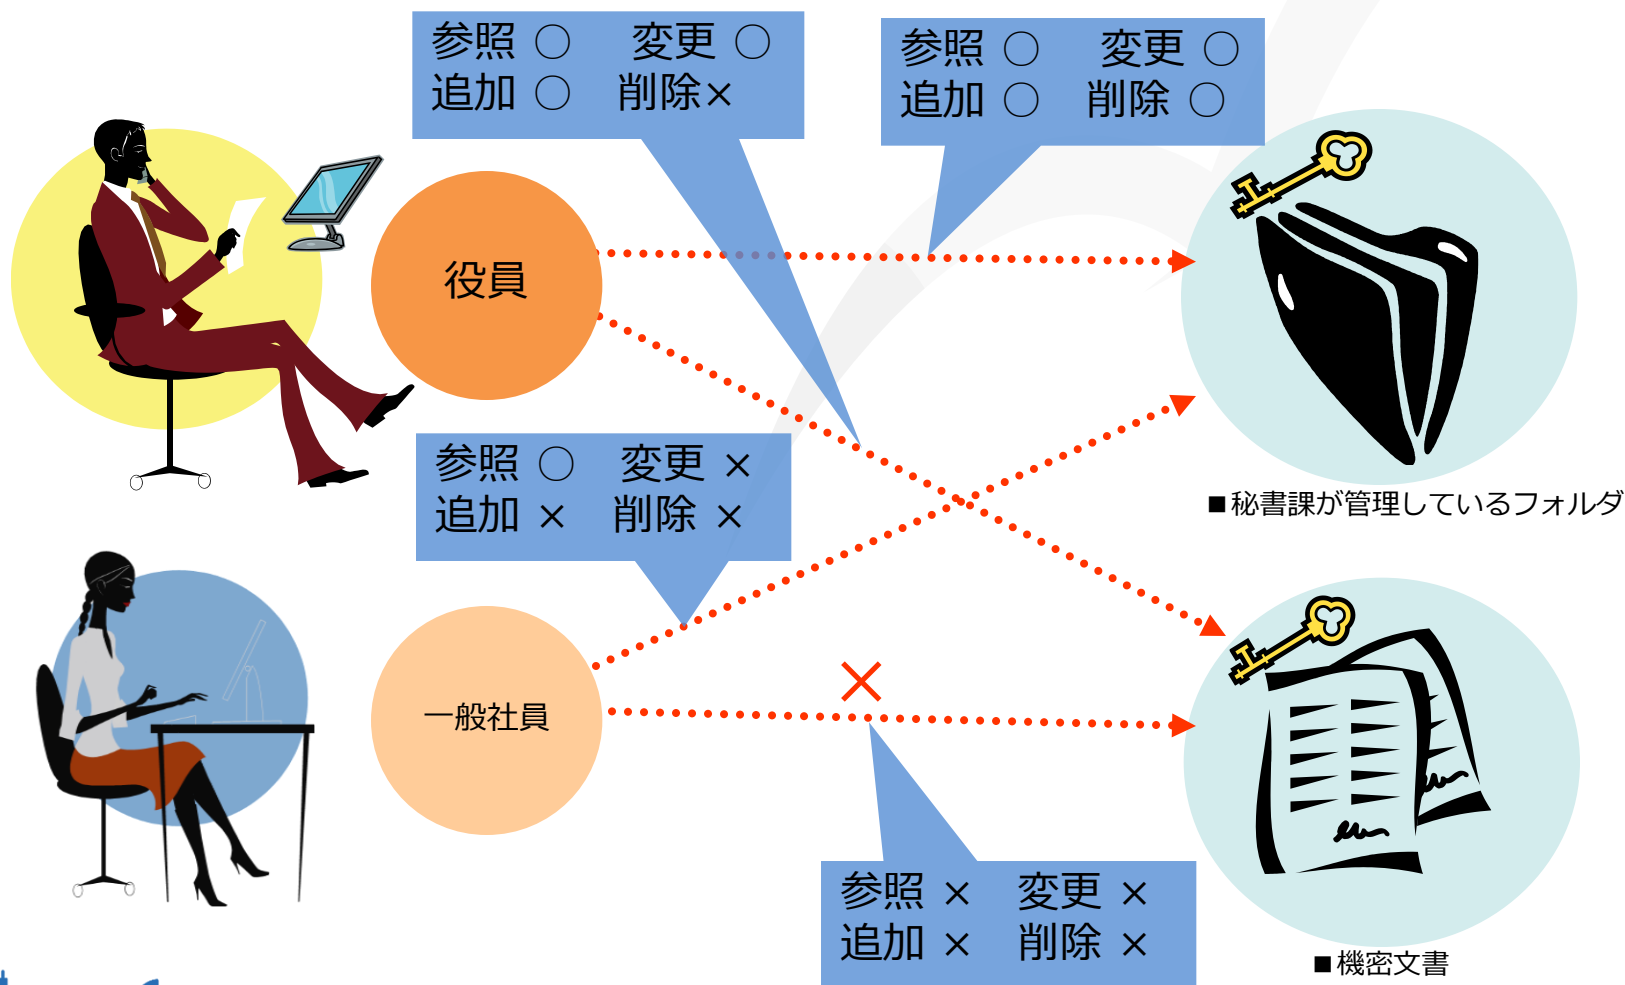 参照 ○　変更 ○
追加 ○　削除×
参照 ○　変更 ○
追加 ○　削除 ○
役員
参照 ○　変更 ×
追加 ×　削除 ×
■秘書課が管理しているフォルダ
一般社員
×
参照 ×　変更 ×
追加 ×　削除 ×
■機密文書